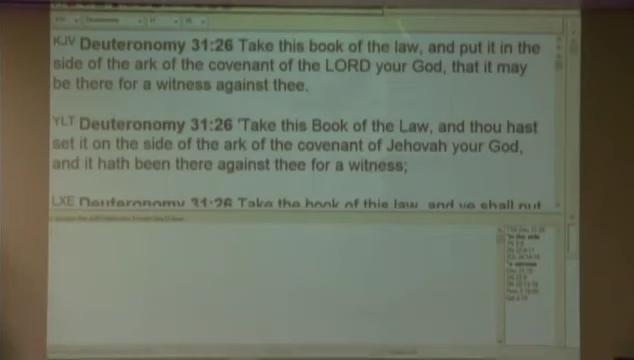 KJV Deuteronomy 31:26 Take this book of the law, and put it in the
side of the ark of the covenant of the LORD your God, that it may
be there for a witness against thee.
YLT Deuteronomy 31:26 'Take this Book of the Law, and thou hast
set it on the side of the ark of the covenant of Jehovah your God,
and it hath been there against thee for a witness;
LXE Deuteronomy 31:26 Take the book of this law, and ye shall put